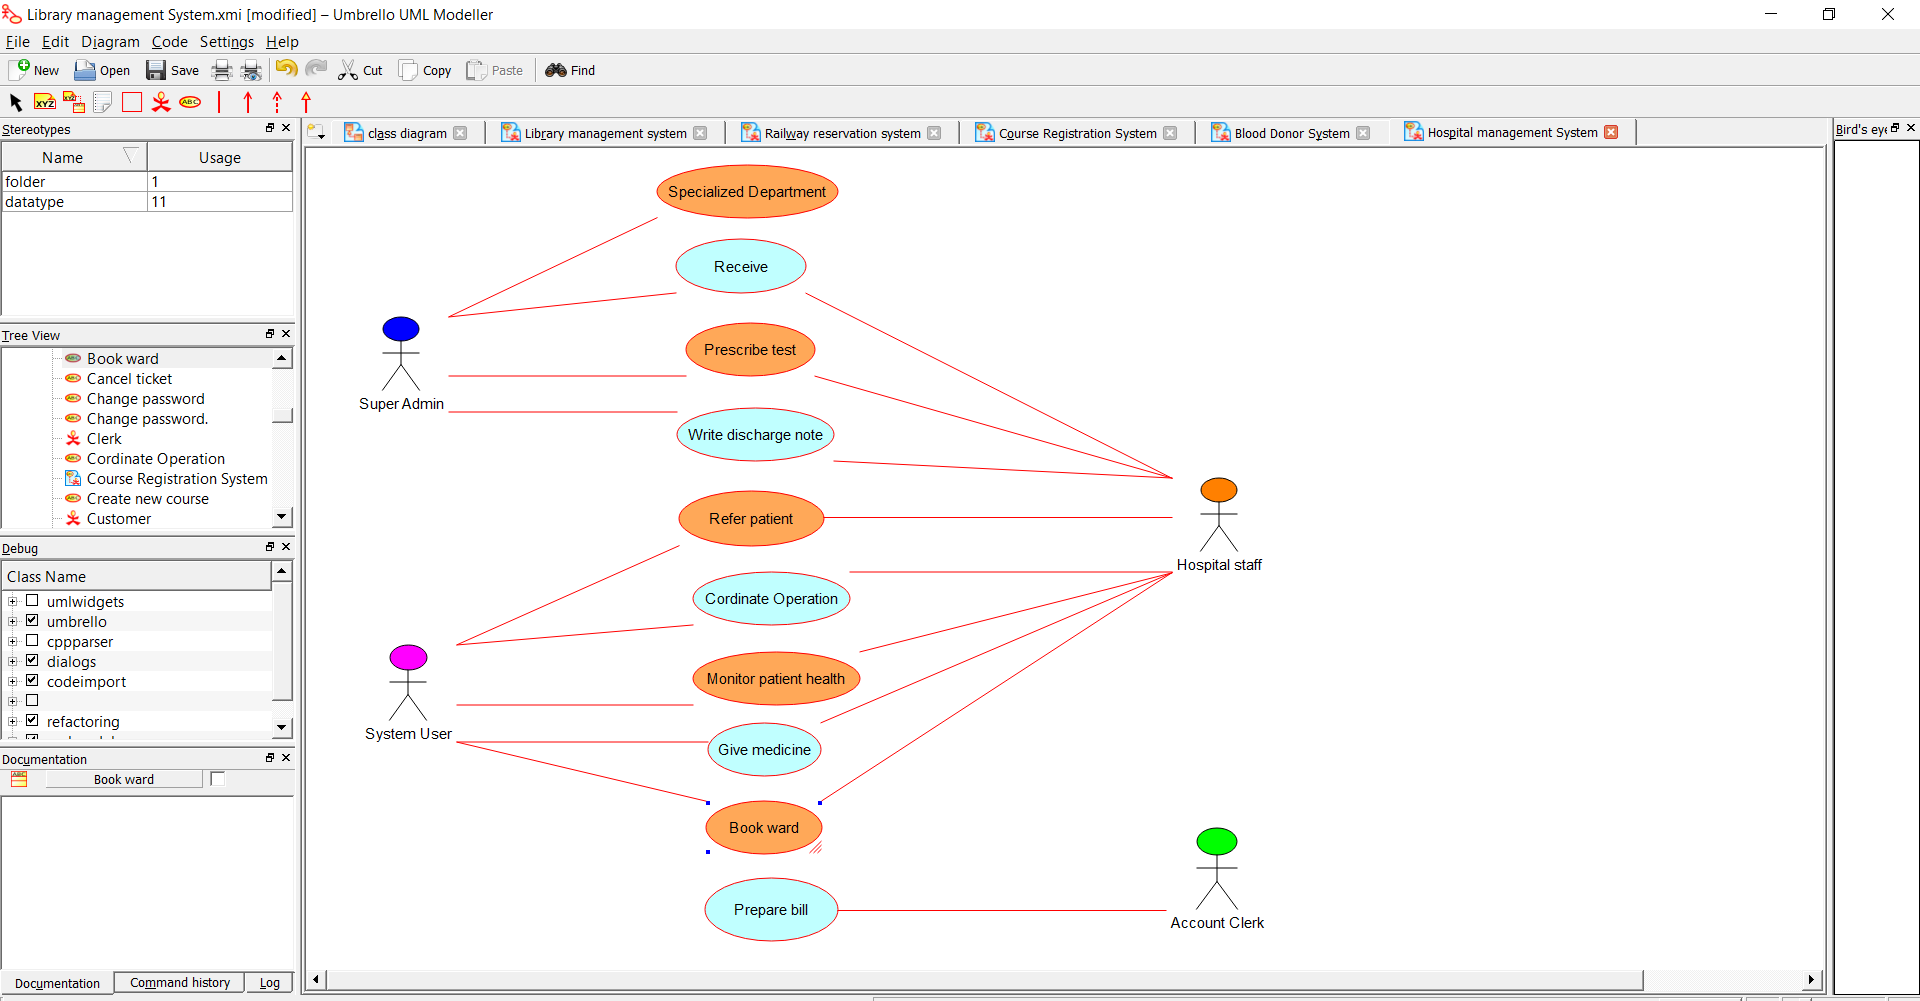 Library management System.xmi [modified] – Umbrello UML Modeller
File Edit Diagram Code Settings Help
New Open Save Cut Copy Paste Find
XYZ XYZ ABC
Stereotypes
Name Usage
folder 1
datatype 11
Tree View
Book ward
Cancel ticket
Change password
Change password.
Clerk
Cordinate Operation
Course Registration System
Create new course
Customer
Debug
Class Name
umlwidgets
umbrello
cppparser
dialogs
codeimport
refactoring
Documentation
Book ward
Documentation Command history Log
class diagram Library management system Railway reservation system Course Registration System Blood Donor System Hospital management System
Bird's eye
Specialized Department
Receive
Prescribe test
Super Admin
Write discharge note
Refer patient
Hospital staff
Cordinate Operation
Monitor patient health
System User
Give medicine
Book ward
Prepare bill
Account Clerk